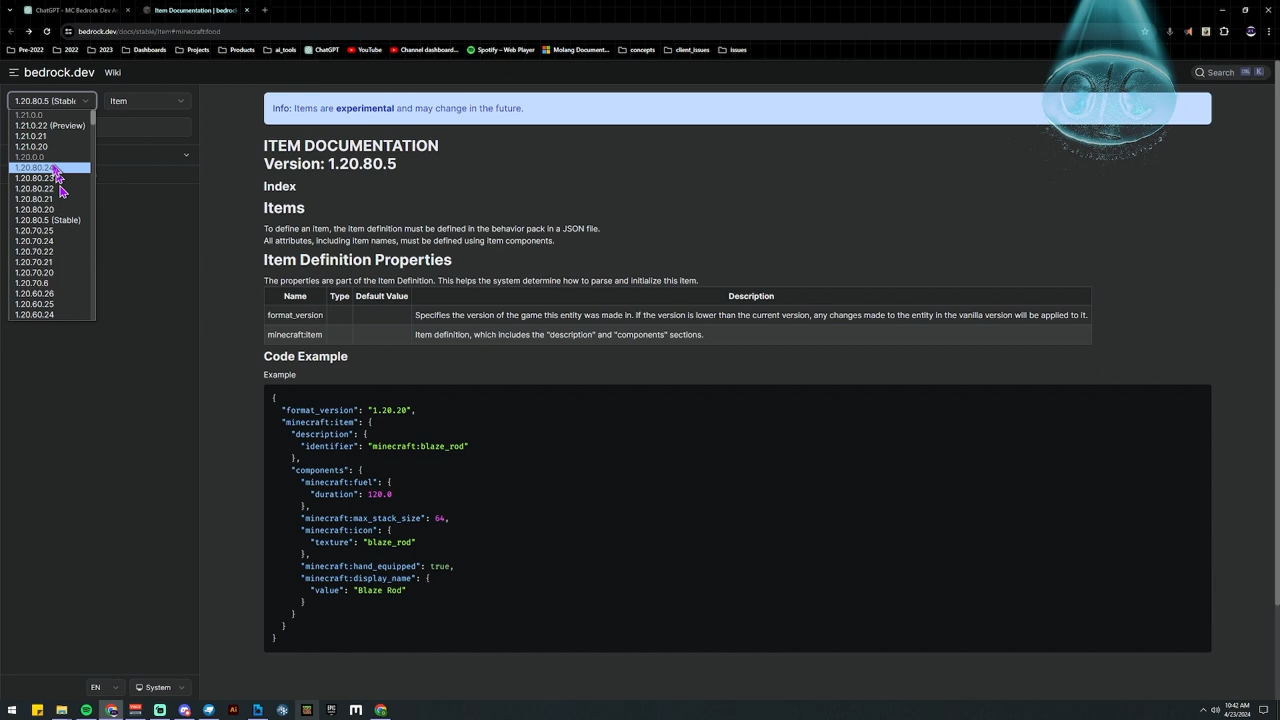 ChatGPT - MC Bedrock Dev A
Item Documentation | bedroc
bedrock.dev/docs/stable/Item#minecraftfood
Pre-2022
2022
2023
Dashboards
Projects
Products
ai_tools
ChatGPT
YouTube
Channel dashboard...
Spotify – Web Player
Molang Document...
concepts
client_issues
issues
bedrock.dev
Wiki
Search
1.20.80.5 (Stabl
Item
1.21.0.0
1.21.0.22 (Preview)
1.21.0.21
1.21.0.20
1.20.0.0
1.20.80.24
1.20.80.23
1.20.80.22
1.20.80.21
1.20.80.20
1.20.80.5 (Stable)
1.20.70.25
1.20.70.24
1.20.70.22
1.20.70.21
1.20.70.20
1.20.70.6
1.20.60.26
1.20.60.25
1.20.60.24
Info: Items are experimental and may change in the future.
ITEM DOCUMENTATION
Version: 1.20.80.5
Index
Items
To define an item, the item definition must be defined in the behavior pack in a JSON file.
All attributes, including item names, must be defined using item components.
Item Definition Properties
The properties are part of the Item Definition. This helps the system determine how to parse and initialize this item.
Name Type Default Value Description
format_version Specifies the version of the game this entity was made in. If the version is lower than the current version, any changes made to the entity in the vanilla version will be applied to it.
minecraft:item Item definition, which includes the "description" and "components" sections.
Code Example
Example
{
"format_version": "1.20.20",
"minecraft:item": {
"description": {
"identifier": "minecraft:blaze_rod"
},
"components": {
"minecraft:fuel": {
"duration": 120.0
},
"minecraft:max_stack_size": 64,
"minecraft:icon": {
"texture": "blaze_rod"
},
"minecraft:hand_equipped": true,
"minecraft:display_name": {
"value": "Blaze Rod"
}
}
}
}
EN
System
10:42 AM
4/23/2024